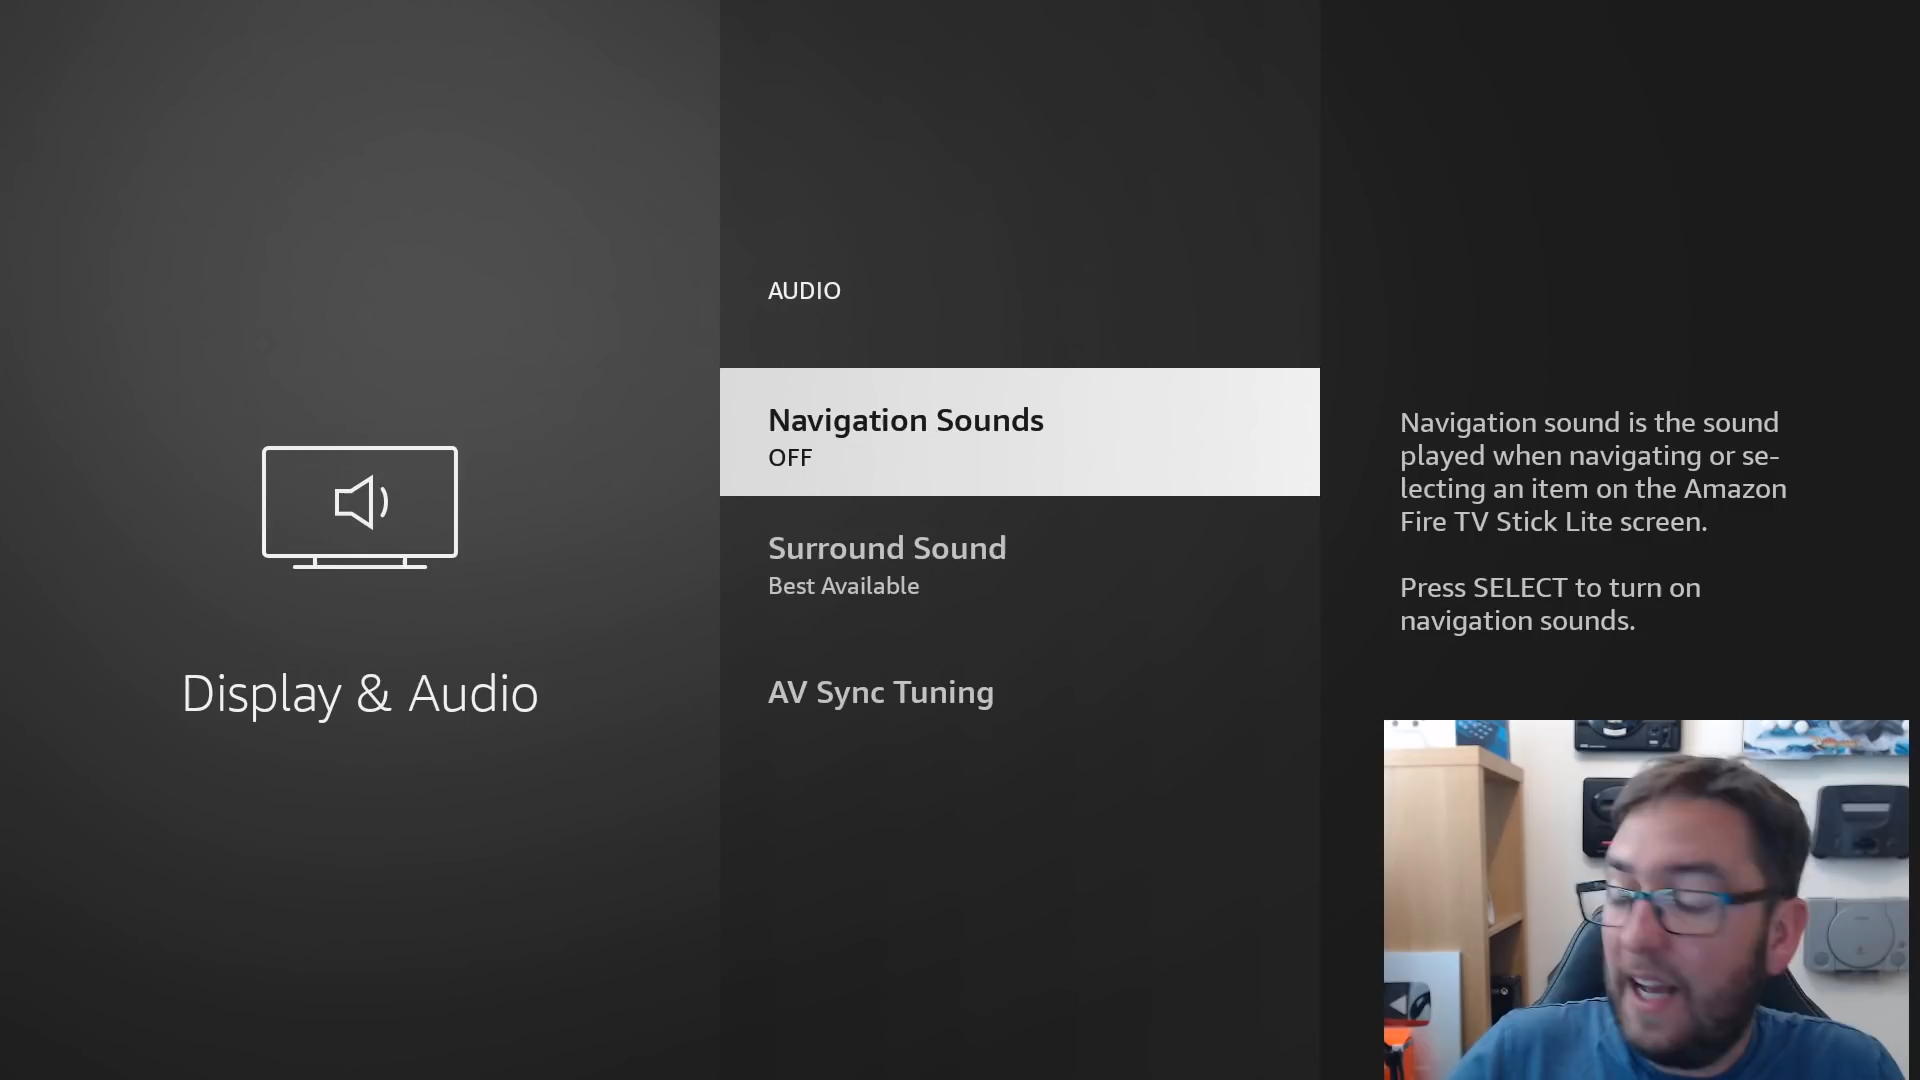 AUDIO
Navigation Sounds
OFF
Surround Sound
Best Available
AV Sync Tuning
Display & Audio
Navigation sound is the sound
played when navigating or se-
lecting an item on the Amazon
Fire TV Stick Lite screen.
Press SELECT to turn on
navigation sounds.